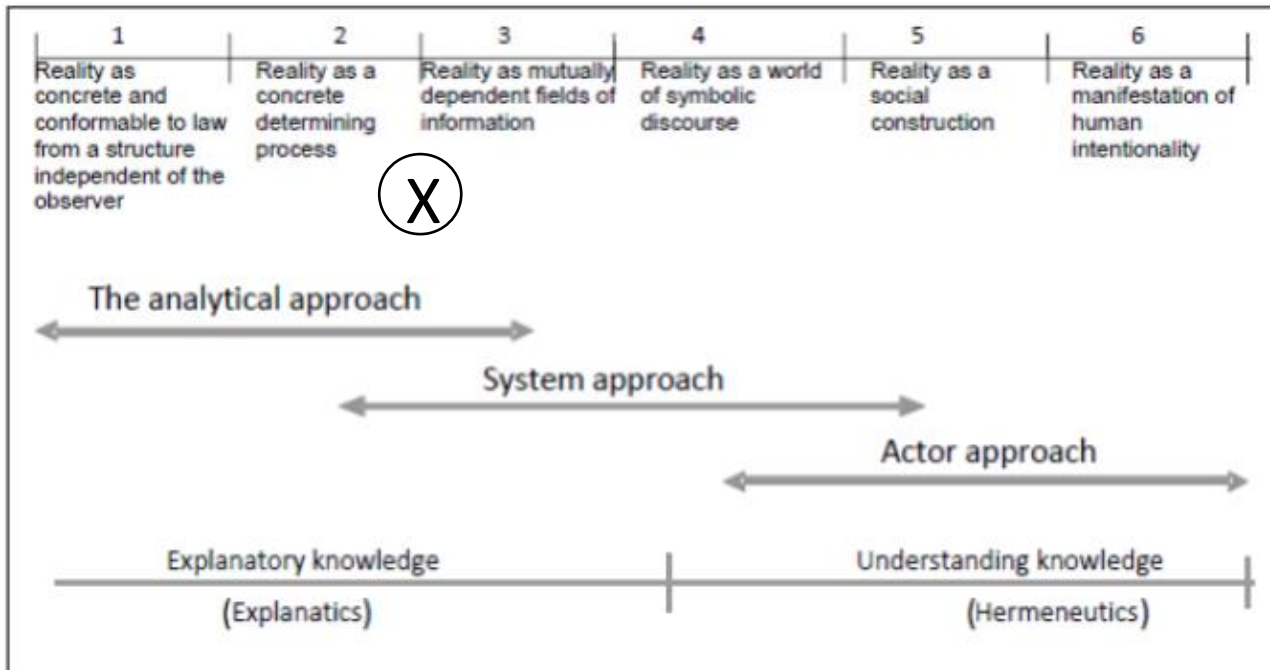 1 2 3 4 5 6
Reality as
concrete and
conformable to law
from a structure
independent of the
observer
Reality as a
concrete
determining
process
Reality as mutually
dependent fields of
information
Reality as a world
of symbolic
discourse
Reality as a
social
construction
Reality as a
manifestation of
human
intentionality
X
The analytical approach
System approach
Actor approach
Explanatory knowledge
(Explanatics)
Understanding knowledge
(Hermeneutics)